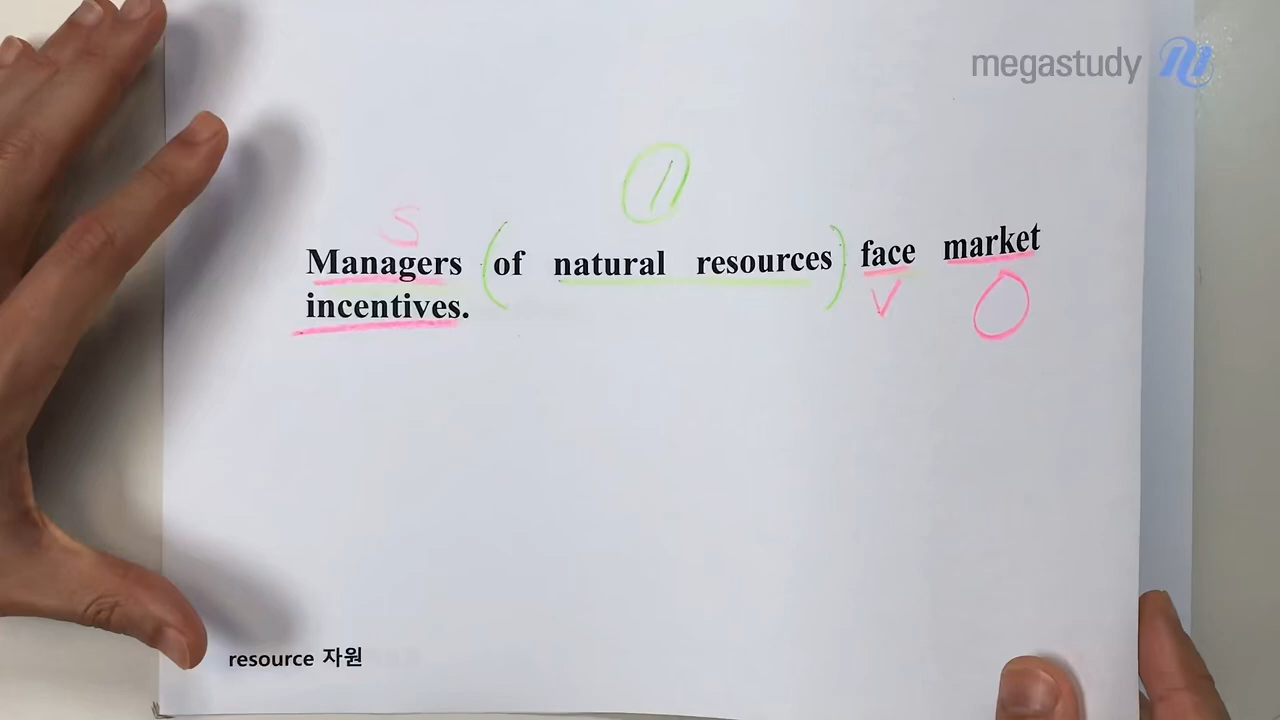 megastudy
S
Managers (of natural resources) face market
V O
incentives.
resource 자원